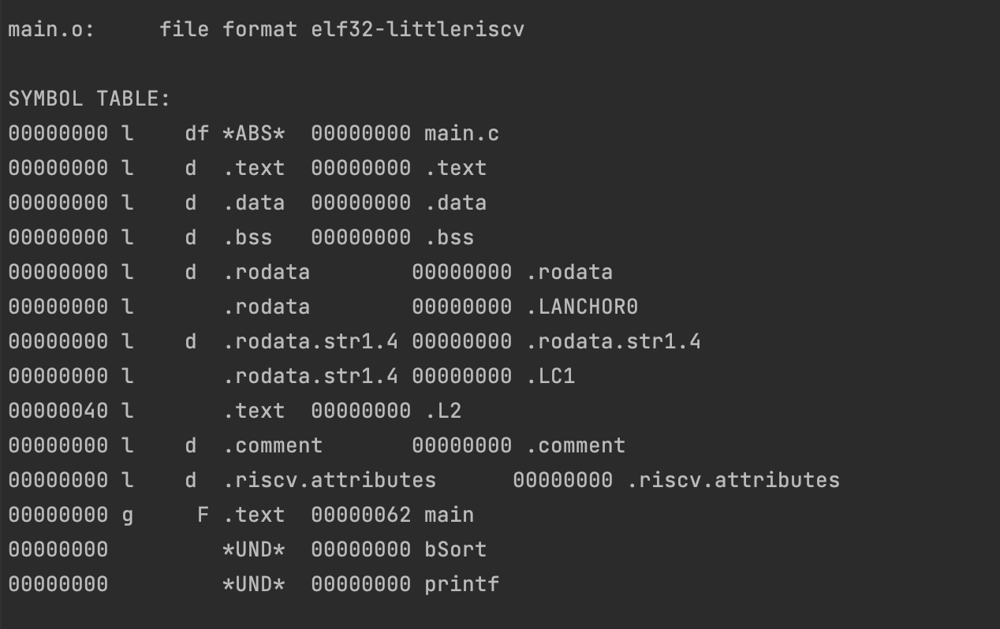 main.o:     file format elf32-littleriscv

SYMBOL TABLE:
00000000 l    df *ABS*  00000000 main.c
00000000 l    d  .text  00000000 .text
00000000 l    d  .data  00000000 .data
00000000 l    d  .bss   00000000 .bss
00000000 l    d  .rodata        00000000 .rodata
00000000 l       .rodata        00000000 .LANCHOR0
00000000 l    d  .rodata.str1.4 00000000 .rodata.str1.4
00000000 l       .rodata.str1.4 00000000 .LC1
00000040 l       .text  00000000 .L2
00000000 l    d  .comment       00000000 .comment
00000000 l    d  .riscv.attributes      00000000 .riscv.attributes
00000000 g     F .text  00000062 main
00000000         *UND*  00000000 bSort
00000000         *UND*  00000000 printf